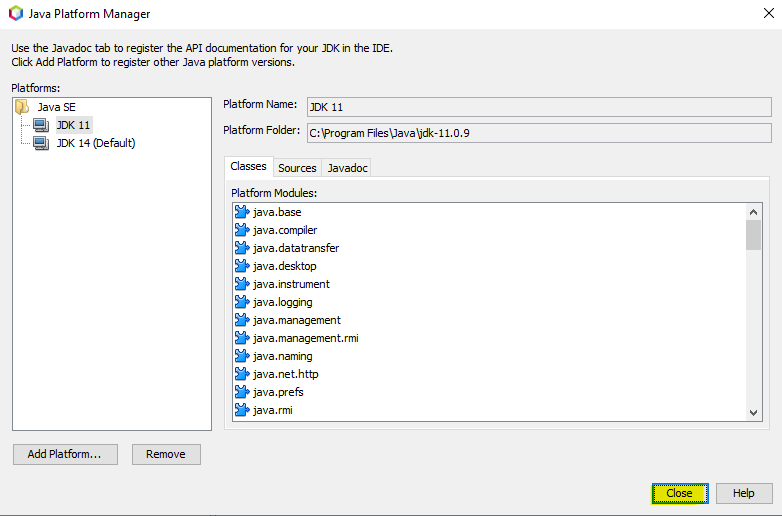 Java Platform Manager
Use the Javadoc tab to register the API documentation for your JDK in the IDE.
Click Add Platform to register other Java platform versions.
Platforms:
Java SE
JDK 11
JDK 14 (Default)
Platform Name:
JDK 11
Platform Folder:
C:\Program Files\Java\jdk-11.0.9
Classes
Sources
Javadoc
Platform Modules:
java.base
java.compiler
java.datatransfer
java.desktop
java.instrument
java.logging
java.management
java.management.rmi
java.naming
java.net.http
java.prefs
java.rmi
Add Platform...
Remove
Close
Help